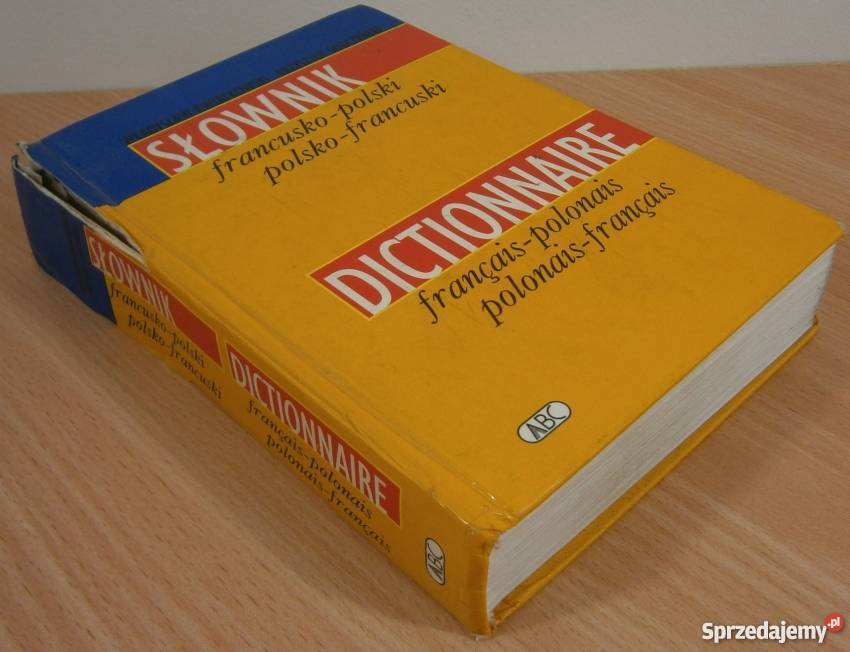 SŁOWNIK
francusko-polski
polsko-francuski
DICTIONNAIRE
français-polonais
polonais-français
ABC
SŁOWNIK
francusko-polski
polsko-francuski
DICTIONNAIRE
français-polonais
polonais-français
ABC
Sprzedajemy.pl